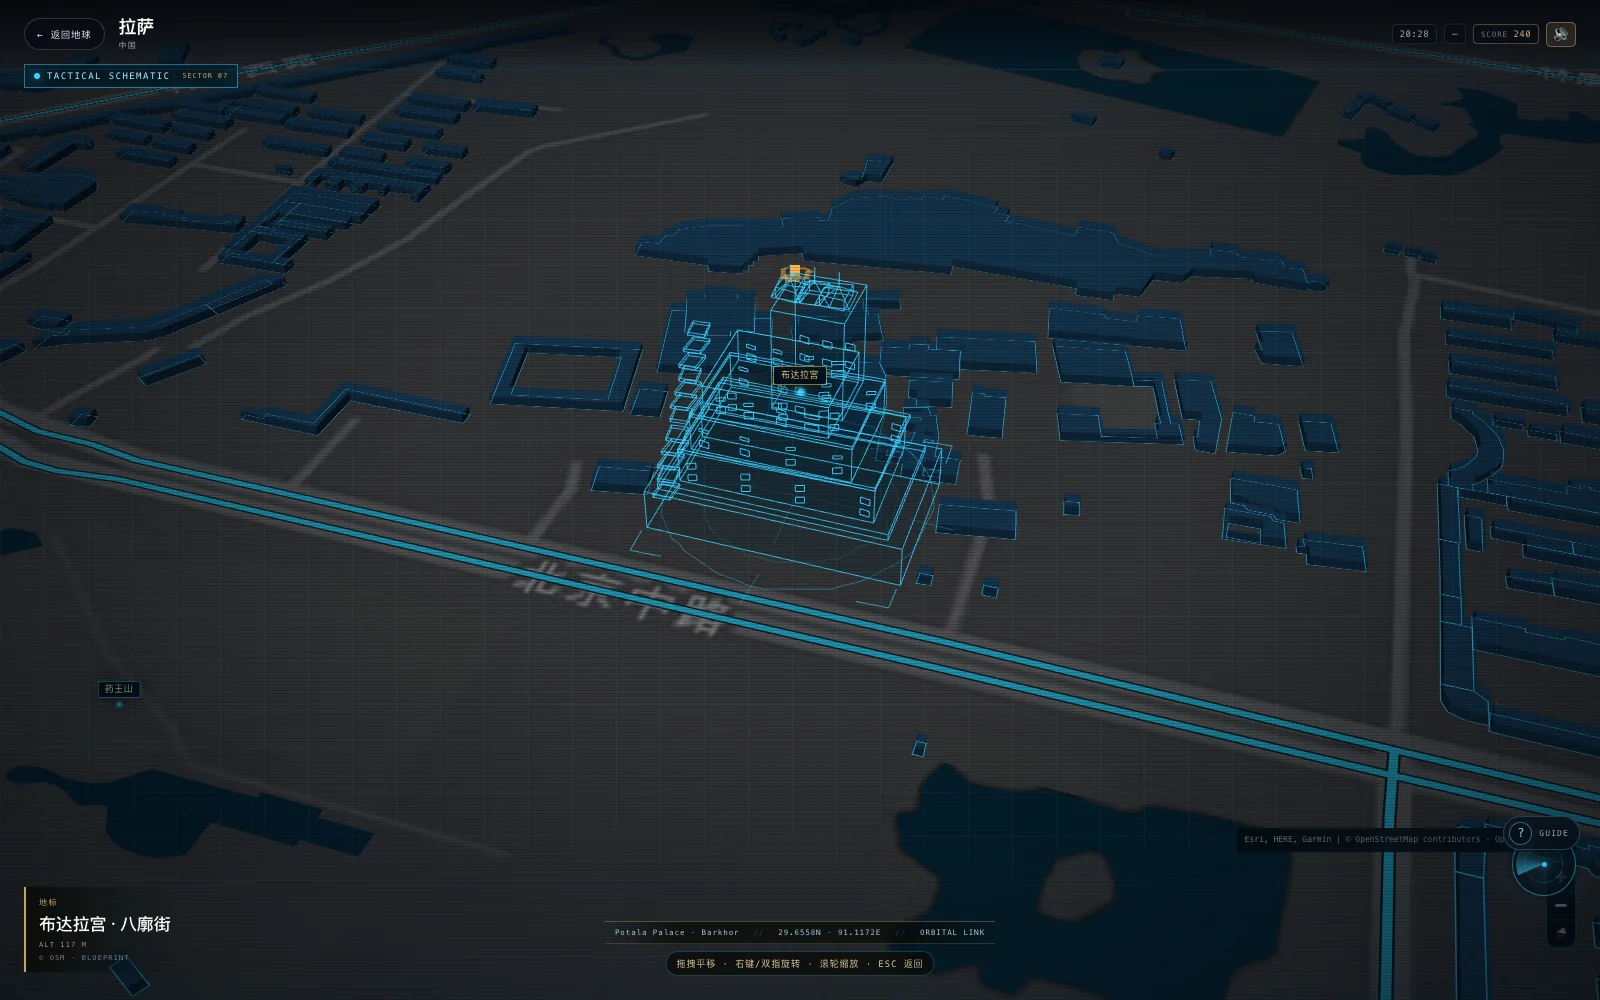 ← 返回地球
拉萨
中国
20:28
—
SCORE 240
TACTICAL SCHEMATIC SECTOR 07
布达拉宫
北京中路
药王山
Esri, HERE, Garmin | © OpenStreetMap contributors · Op
? GUIDE
地标
布达拉宫 · 八廓街
ALT 117 M
© OSM · BLUEPRINT
Potala Palace · Barkhor // 29.6558N · 91.1172E // ORBITAL LINK
拖拽平移 · 右键/双指旋转 · 滚轮缩放 · ESC 返回